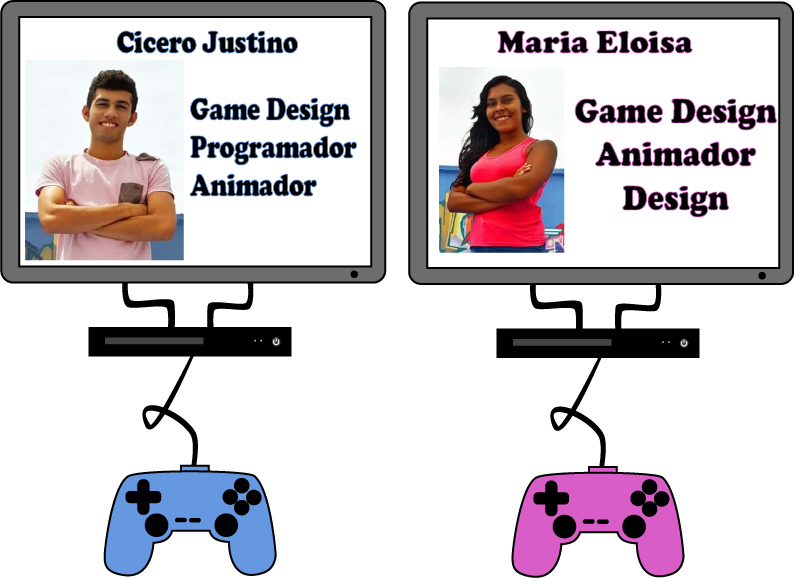 Cicero Justino
Game Design
Programador
Animador
Maria Eloisa
Game Design
Animador
Design